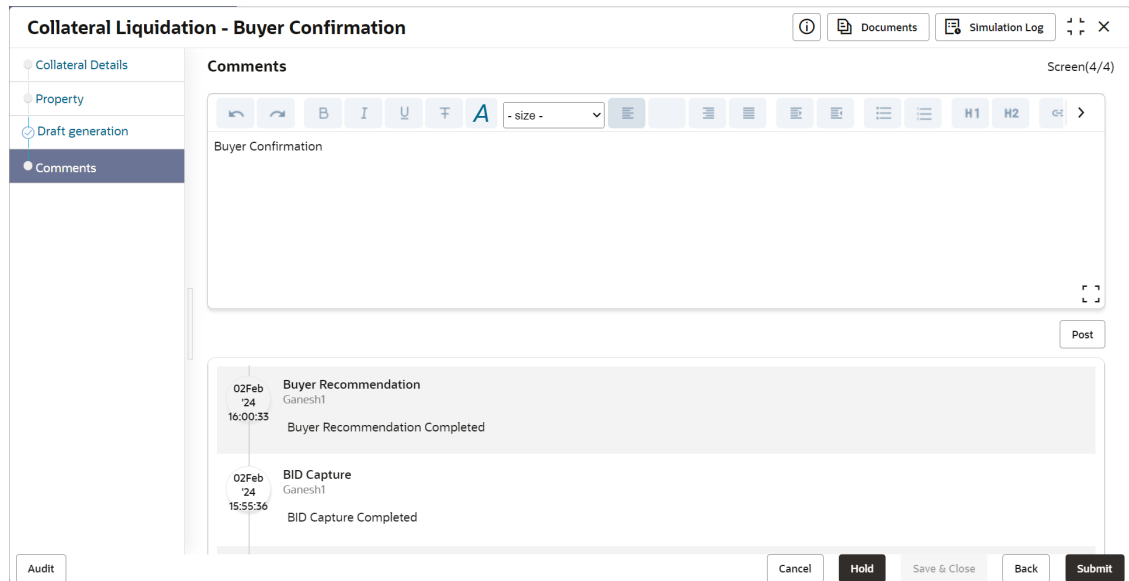 Collateral Liquidation - Buyer Confirmation
Documents
Simulation Log
Collateral Details
Property
Draft generation
Comments
Comments
Screen(4/4)
B I U T A - size - H1 H2
Buyer Confirmation
Post
02Feb '24 16:00:33
Buyer Recommendation
Ganesh1
Buyer Recommendation Completed
02Feb '24 15:55:36
BID Capture
Ganesh1
BID Capture Completed
Audit
Cancel
Hold
Save & Close
Back
Submit